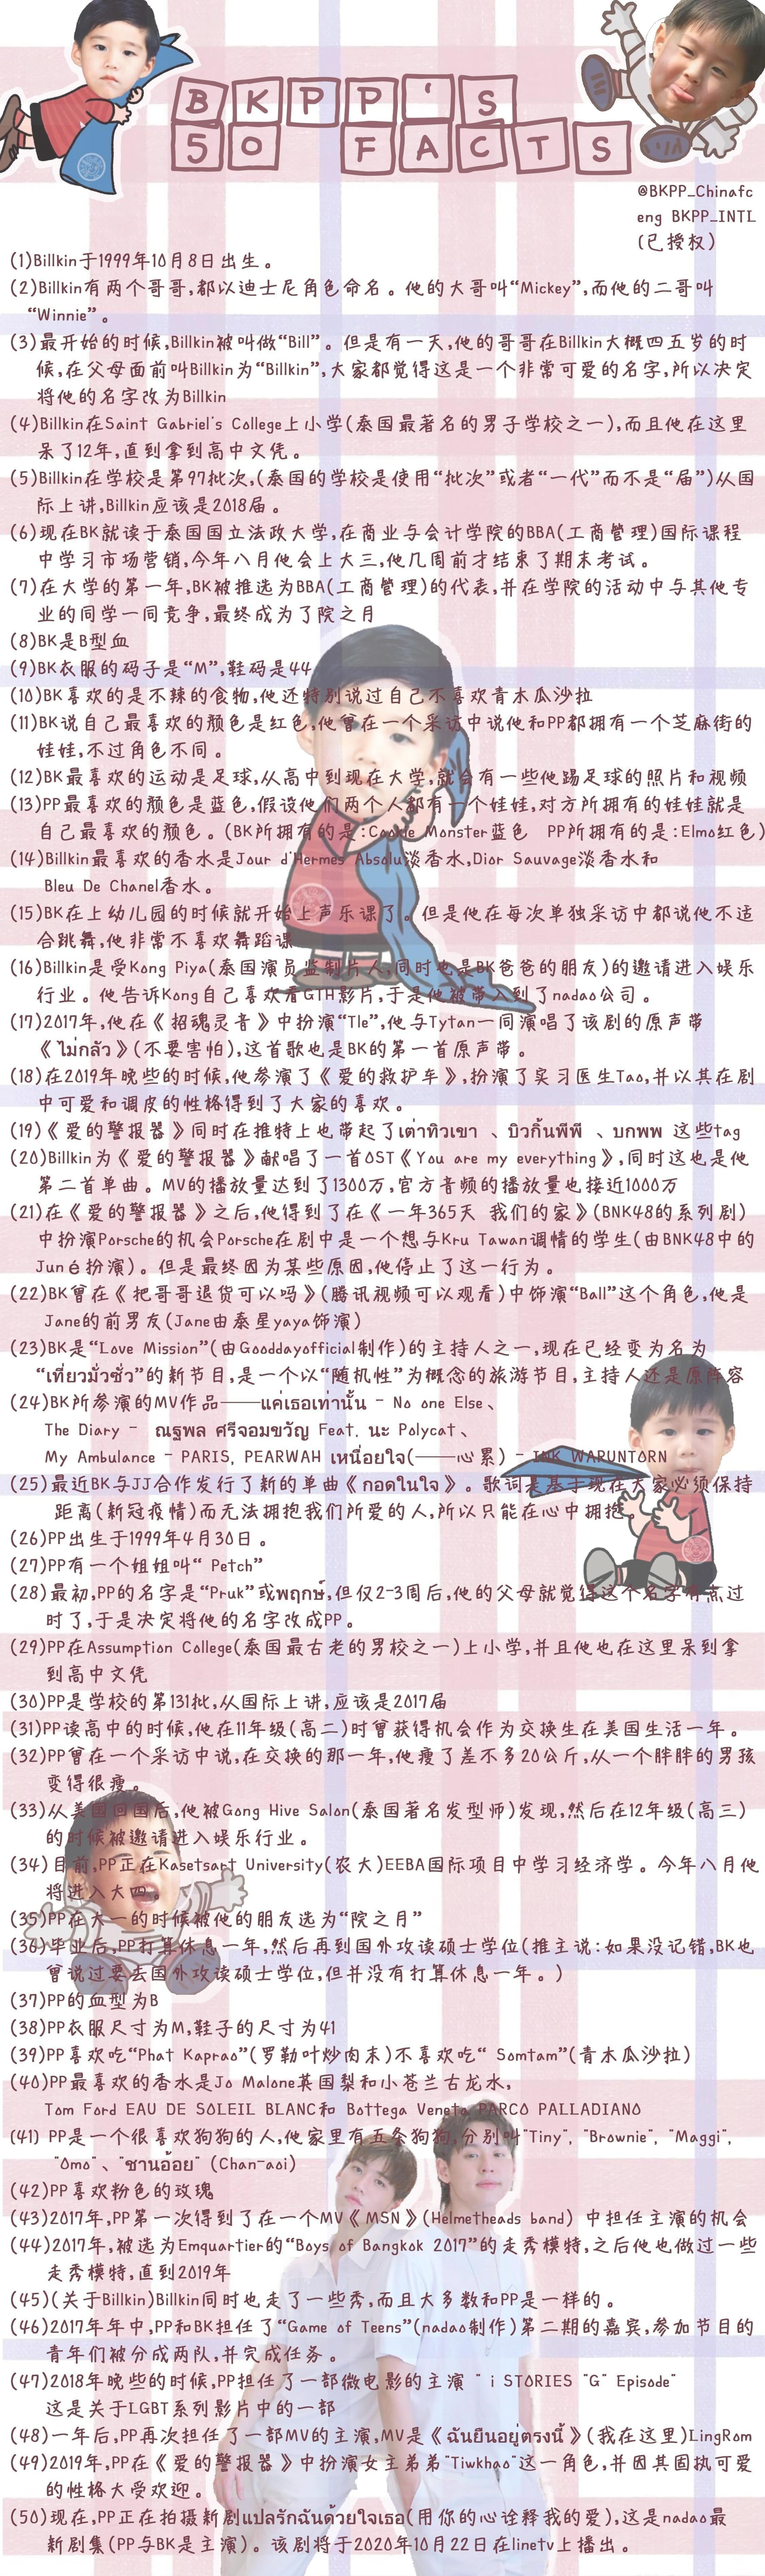 BKPP'S
50 FACTS
@BKPP_Chinafc
eng BKPP_INTL
(已授权)
(1)Billkin于1999年10月8日出生。
(2)Billkin有两个哥哥,都以迪士尼角色命名。他的大哥叫“Mickey”,而他的二哥叫
“Winnie”。
(3)最开始的时候,Billkin被叫做“Bill”。但是有一天,他的哥哥在Billkin大概四五岁的时
候,在父母面前叫Billkin为“Billkin”,大家都觉得这是一个非常可爱的名字,所以决定
将他的名字改为Billkin
(4)Billkin在Saint Gabriel's College上小学(泰国最著名的男子学校之一),而且他在这里
呆了12年,直到拿到高中文凭。
(5)Billkin在学校是第97批次,(泰国的学校是使用“批次”或者“一代”而不是“届”)从国
际上讲,Billkin应该是2018届。
(6)现在BK就读于泰国国立法政大学,在商业与会计学院的BBA(工商管理)国际课程
中学习市场营销,今年八月他会上大三,他几周前才结束了期末考试。
(7)在大学的第一年,BK被推选为BBA(工商管理)的代表,并在学院的活动中与其他专
业的同学一同竞争,最终成为了院之月
(8)BK是B型血
(9)BK衣服的码子是“M”,鞋码是44
(10)BK喜欢的是不辣的食物,他还特别说过自己不喜欢青木瓜沙拉
(11)BK说自己最喜欢的颜色是红色,他曾在一个采访中说他和PP都拥有一个芝麻街的
娃娃,不过角色不同。
(12)BK最喜欢的运动是足球,从高中到现在大学,就会有一些他踢足球的照片和视频
(13)PP最喜欢的颜色是蓝色,假设他们两个人都有一个娃娃,对方所拥有的娃娃就是
自己最喜欢的颜色。(BK所拥有的是:Cookie Monster蓝色 PP所拥有的是:Elmo红色)
(14)Billkin最喜欢的香水是Jour d'Hermes Absolu淡香水,Dior Sauvage淡香水和
Bleu De Chanel香水。
(15)BK在上幼儿园的时候就开始上声乐课了。但是他在每次单独采访中都说他不适
合跳舞,他非常不喜欢舞蹈课
(16)Billkin是受Kong Piya(泰国演员监制片人,同时也是BK爸爸的朋友)的邀请进入娱乐
行业。他告诉Kong自己喜欢看GTH影片,于是他被带入到了nadao公司。
(17)2017年,他在《招魂灵音》中扮演“Tle”,他与Tytan一同演唱了该剧的原声带
《ไม่กลัว》(不要害怕),这首歌也是BK的第一首原声带。
(18)在2019年晚些的时候,他参演了《爱的救护车》,扮演了实习医生Tao,并以其在剧
中可爱和调皮的性格得到了大家的喜欢。
(19)《爱的警报器》同时在推特上也带起了เต่าทิวเขา 、บิวกิ้นพีพี 、บกพพ 这些tag
(20)Billkin为《爱的警报器》献唱了一首OST《You are my everything》,同时这也是他
第二首单曲。MV的播放量达到了1300万,官方音频的播放量也接近1000万
(21)在《爱的警报器》之后,他得到了在《一年365天 我们的家》(BNK48的系列剧)
中扮演Porsche的机会Porsche在剧中是一个想与Kru Tawan调情的学生(由BNK48中的
Juné扮演)。但是最终因为某些原因,他停止了这一行为。
(22)BK曾在《把哥哥退货可以吗》(腾讯视频可以观看)中饰演“Ball”这个角色,他是
Jane的前男友(Jane由泰星yaya饰演)
(23)BK是“Love Mission”(由Gooddayofficial制作)的主持人之一,现在已经变为名为
“เที่ยวมั่วซั่ว”的新节目,是一个以“随机性”为概念的旅游节目,主持人还是原阵容
(24)BK所参演的MV作品——แค่เธอเท่านั้น - No one Else、
The Diary - ณฐพล ศรีจอมขวัญ Feat. นะ Polycat、
My Ambulance - PARIS, PEARWAH เหนื่อยใจ(——心累) - INK WARUNTORN
(25)最近BK与JJ合作发行了新的单曲《กอดในใจ》。歌词是基于现在大家必须保持
距离(新冠疫情)而无法拥抱我们所爱的人,所以只能在心中拥抱
(26)PP出生于1999年4月30日。
(27)PP有一个姐姐叫“ Petch”
(28)最初,PP的名字是“Pruk”或พฤกษ์,但仅2-3周后,他的父母就觉得这个名字有点过
时了,于是决定将他的名字改成PP。
(29)PP在Assumption College(泰国最古老的男校之一)上小学,并且他也在这里呆到拿
到高中文凭
(30)PP是学校的第131批,从国际上讲,应该是2017届
(31)PP读高中的时候,他在11年级(高二)时曾获得机会作为交换生在美国生活一年。
(32)PP曾在一个采访中说,在交换的那一年,他瘦了差不多20公斤,从一个胖胖的男孩
变得很瘦。
(33)从美国回国后,他被Gong Hive Salon(泰国著名发型师)发现,然后在12年级(高三)
的时候被邀请进入娱乐行业。
(34)目前,PP正在Kasetsart University(农大)EEBA国际项目中学习经济学。今年八月他
将进入大四。
(35)PP在大一的时候被他的朋友选为“院之月”
(36)毕业后,PP打算休息一年,然后再到国外攻读硕士学位(推主说:如果没记错,BK也
曾说过要去国外攻读硕士学位,但并没有打算休息一年。)
(37)PP的血型为B
(38)PP衣服尺寸为M,鞋子的尺寸为41
(39)PP喜欢吃“Phat Kaprao”(罗勒叶炒肉末)不喜欢吃“ Somtam”(青木瓜沙拉)
(40)PP最喜欢的香水是Jo Malone英国梨和小苍兰古龙水,
Tom Ford EAU DE SOLEIL BLANC和 Bottega Veneta PARCO PALLADIANO
(41) PP是一个很喜欢狗狗的人,他家里有五条狗狗,分别叫"Tiny", "Brownie", "Maggi",
"Omo"、"ชานอ้อย" (Chan-aoi)
(42)PP喜欢粉色的玫瑰
(43)2017年,PP第一次得到了在一个MV《MSN》(Helmetheads band) 中担任主演的机会
(44)2017年,被选为Emquartier的“Boys of Bangkok 2017”的走秀模特,之后他也做过一些
走秀模特,直到2019年
(45)(关于Billkin)Billkin同时也走了一些秀,而且大多数和PP是一样的。
(46)2017年年中,PP和BK担任了“Game of Teens”(nadao制作)第二期的嘉宾,参加节目的
青年们被分成两队,并完成任务。
(47)2018年晚些的时候,PP担任了一部微电影的主演 " i STORIES "G" Episode"
这是关于LGBT系列影片中的一部
(48)一年后,PP再次担任了一部MV的主演,MV是《ฉันยืนอยู่ตรงนี้》(我在这里)LingRom
(49)2019年,PP在《爱的警报器》中扮演女主弟弟"Tiwkhao"这一角色,并因其固执可爱
的性格大受欢迎。
(50)现在,PP正在拍摄新剧แปลรักฉันด้วยใจเธอ(用你的心诠释我的爱),这是nadao最
新剧集(PP与BK是主演)。该剧将于2020年10月22日在linetv上播出。